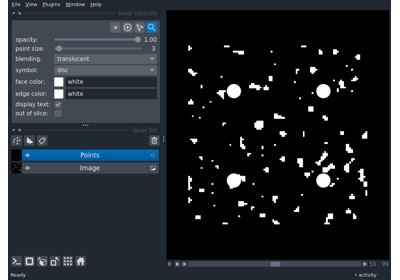 File View Plugins Window Help
layer controls
opacity: 1.00
point size: 3
blending: translucent
symbol: disc
face color: white
edge color: white
display text:
out of slice:
layer list
Points
Image
50 99
Ready
activity